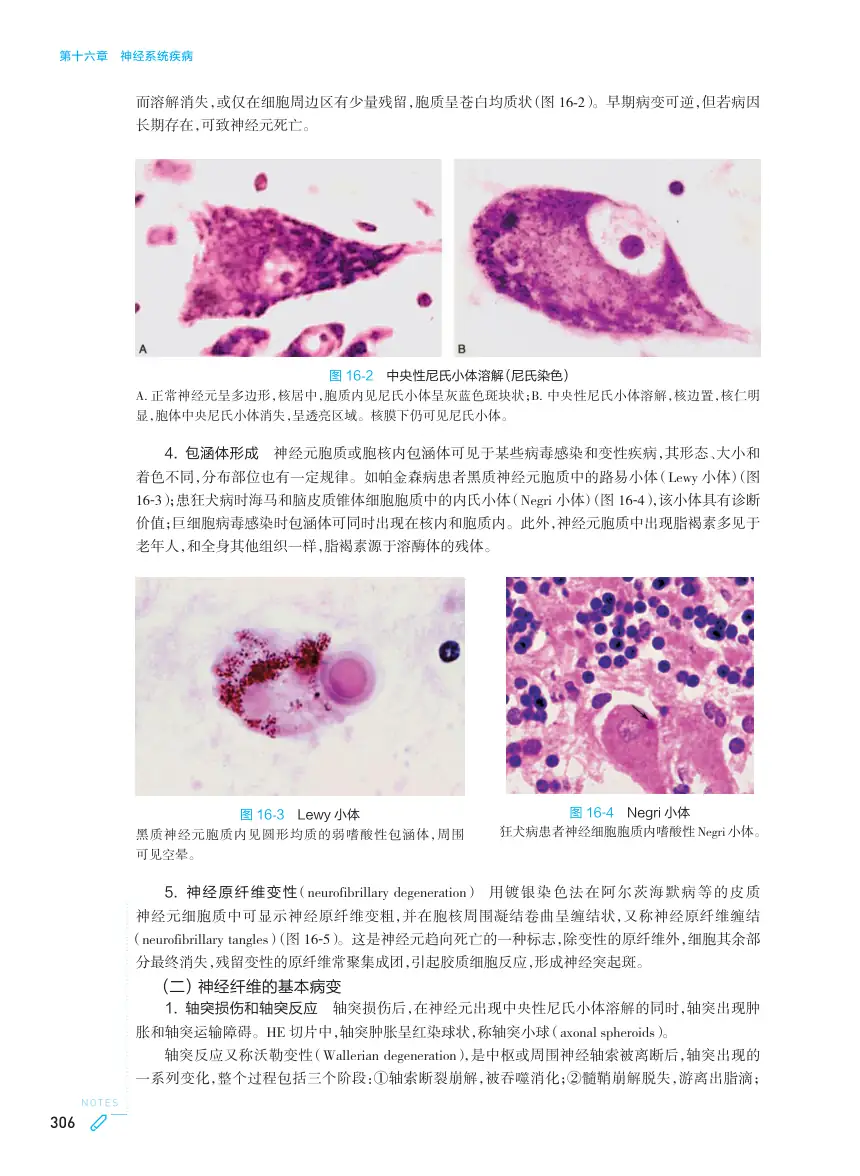 第十六章 神经系统疾病
而溶解消失,或仅在细胞周边区有少量残留,胞质呈苍白均质状(图 16-2)。早期病变可逆,但若病因
长期存在,可致神经元死亡。
A
B
图 16-2 中央性尼氏小体溶解(尼氏染色)
A. 正常神经元呈多边形,核居中,胞质内见尼氏小体呈灰蓝色斑块状;B. 中央性尼氏小体溶解,核边置,核仁明
显,胞体中央尼氏小体消失,呈透亮区域。核膜下仍可见尼氏小体。
4. 包涵体形成 神经元胞质或胞核内包涵体可见于某些病毒感染和变性疾病,其形态、大小和
着色不同,分布部位也有一定规律。如帕金森病患者黑质神经元胞质中的路易小体(Lewy 小体)(图
16-3);患狂犬病时海马和脑皮质锥体细胞胞质中的内氏小体(Negri 小体)(图 16-4),该小体具有诊断
价值;巨细胞病毒感染时包涵体可同时出现在核内和胞质内。此外,神经元胞质中出现脂褐素多见于
老年人,和全身其他组织一样,脂褐素源于溶酶体的残体。
图 16-3 Lewy 小体
黑质神经元胞质内见圆形均质的弱嗜酸性包涵体,周围
可见空晕。
图 16-4 Negri 小体
狂犬病患者神经细胞胞质内嗜酸性 Negri 小体。
5. 神经原纤维变性(neurofibrillary degeneration) 用镀银染色法在阿尔茨海默病等的皮质
神经元细胞质中可显示神经原纤维变粗,并在胞核周围凝结卷曲呈缠结状,又称神经原纤维缠结
(neurofibrillary tangles)(图 16-5)。这是神经元趋向死亡的一种标志,除变性的原纤维外,细胞其余部
分最终消失,残留变性的原纤维常聚集成团,引起胶质细胞反应,形成神经突起斑。
(二)神经纤维的基本病变
1. 轴突损伤和轴突反应 轴突损伤后,在神经元出现中央性尼氏小体溶解的同时,轴突出现肿
胀和轴突运输障碍。HE 切片中,轴突肿胀呈红染球状,称轴突小球(axonal spheroids)。
轴突反应又称沃勒变性(Wallerian degeneration),是中枢或周围神经轴索被离断后,轴突出现的
一系列变化,整个过程包括三个阶段:①轴索断裂崩解,被吞噬消化;②髓鞘崩解脱失,游离出脂滴;
NOTES
306